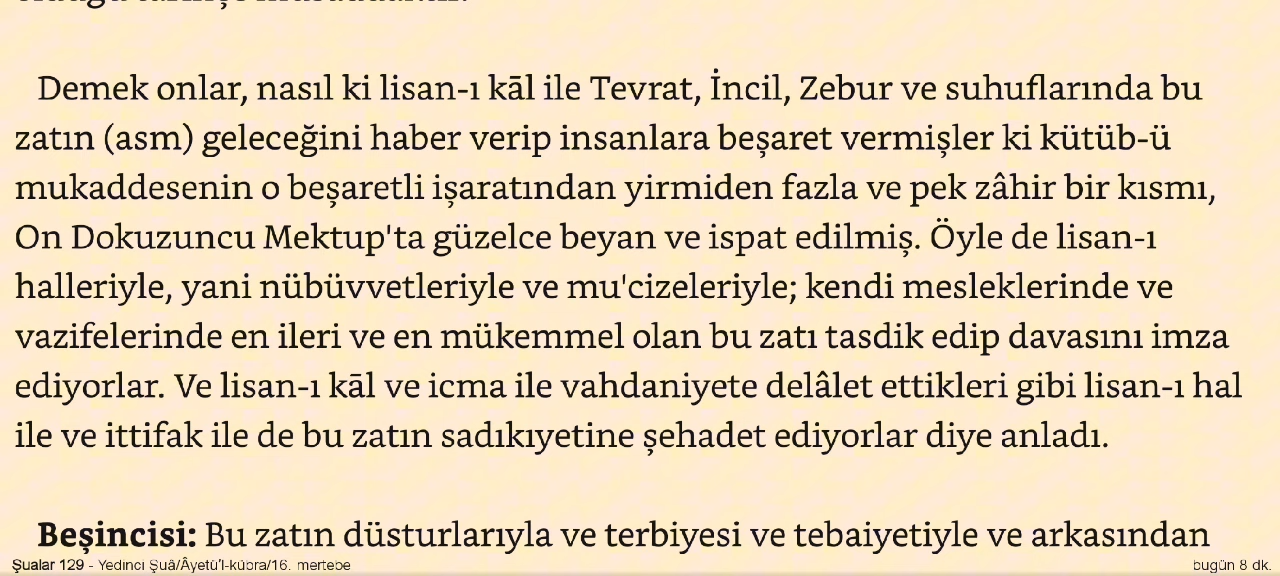 Demek onlar, nasıl ki lisan-ı kāl ile Tevrat, İncil, Zebur ve suhuflarında bu
zatın (asm) geleceğini haber verip insanlara beşaret vermişler ki kütüb-ü
mukaddesenin o beşaretli işaratından yirmiden fazla ve pek zâhir bir kısmı,
On Dokuzuncu Mektup'ta güzelce beyan ve ispat edilmiş. Öyle de lisan-ı
halleriyle, yani nübüvvetleriyle ve mu'cizeleriyle; kendi mesleklerinde ve
vazifelerinde en ileri ve en mükemmel olan bu zatı tasdik edip davasını imza
ediyorlar. Ve lisan-ı kāl ve icma ile vahdaniyete delâlet ettikleri gibi lisan-ı hal
ile ve ittifak ile de bu zatın sadıkıyetine şehadet ediyorlar diye anladı.
Beşincisi: Bu zatın düsturlarıyla ve terbiyesi ve tebaiyetiyle ve arkasından
Şualar 129 - Yedinci Şuâ/Âyetü'l-kübra/16. mertebe bugün 8 dk.